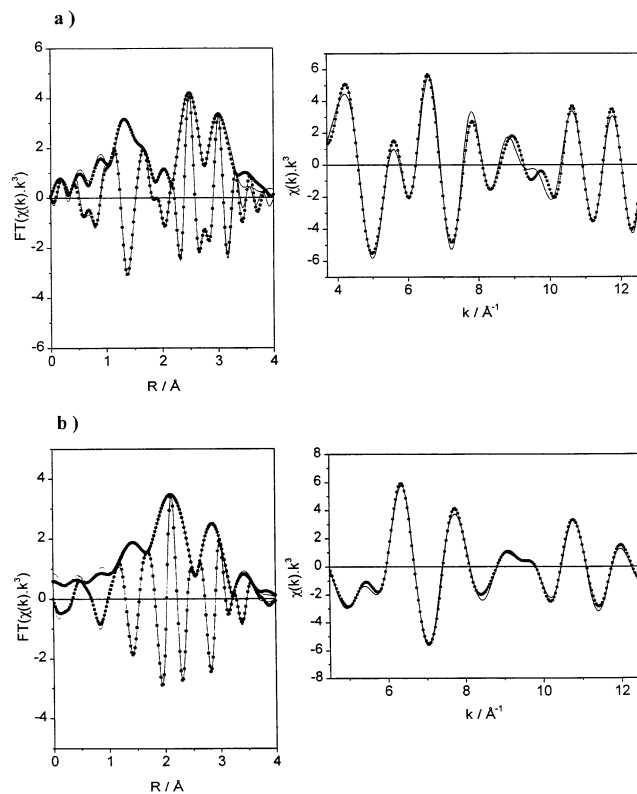 a )
6
4
2
0
-2
-4
-6
0 1 2 3 4
R / Å
FT(χ(k).k³)
6
4
2
0
-2
-4
-6
4 6 8 10 12
k / Å⁻¹
χ(k).k³
b )
4
2
0
-2
-4
0 1 2 3 4
R / Å
FT(χ(k).k³)
8
6
4
2
0
-2
-4
-6
-8
6 8 10 12
k / Å⁻¹
χ(k).k³